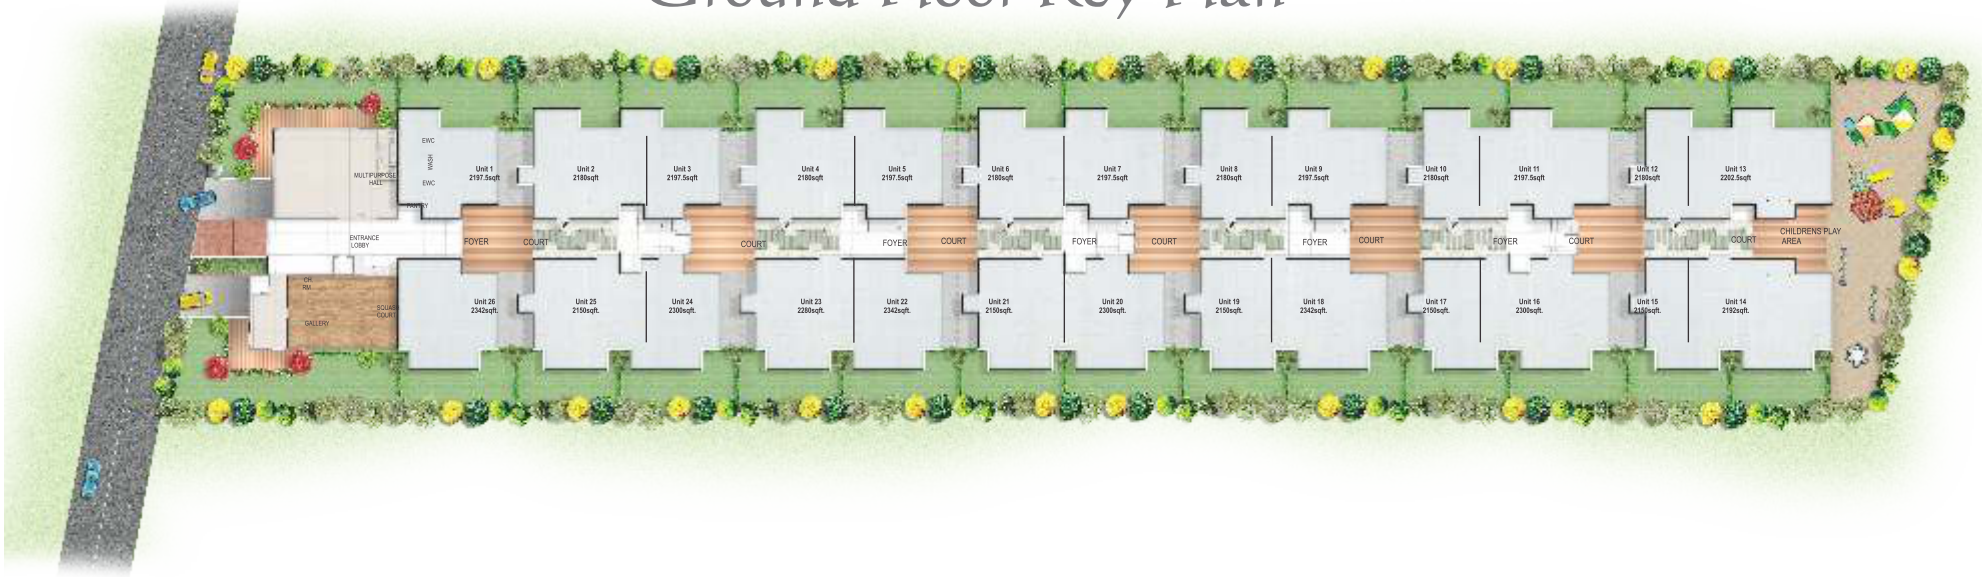 Ground Floor Key Plan
EWC
WASH
EWC
MULTIPURPOSE
HALL
PANTRY
Unit 1
2197.5sqft
Unit 2
2180sqft
Unit 3
2197.5sqft
Unit 4
2180sqft
Unit 5
2197.5sqft
Unit 6
2180sqft
Unit 7
2197.5sqft
Unit 8
2180sqft
Unit 9
2197.5sqft
Unit 10
2180sqft
Unit 11
2197.5sqft
Unit 12
2180sqft
Unit 13
2202.5sqft
ENTRANCE
LOBBY
FOYER
COURT
COURT
FOYER
COURT
FOYER
COURT
FOYER
COURT
FOYER
COURT
COURT
CHILDRENS PLAY
AREA
CH
RM
GALLERY
SQUASH
COURT
Unit 26
2342sqft.
Unit 25
2150sqft.
Unit 24
2300sqft.
Unit 23
2280sqft.
Unit 22
2342sqft.
Unit 21
2150sqft.
Unit 20
2300sqft.
Unit 19
2150sqft.
Unit 18
2342sqft.
Unit 17
2150sqft.
Unit 16
2300sqft.
Unit 15
2150sqft.
Unit 14
2192sqft.